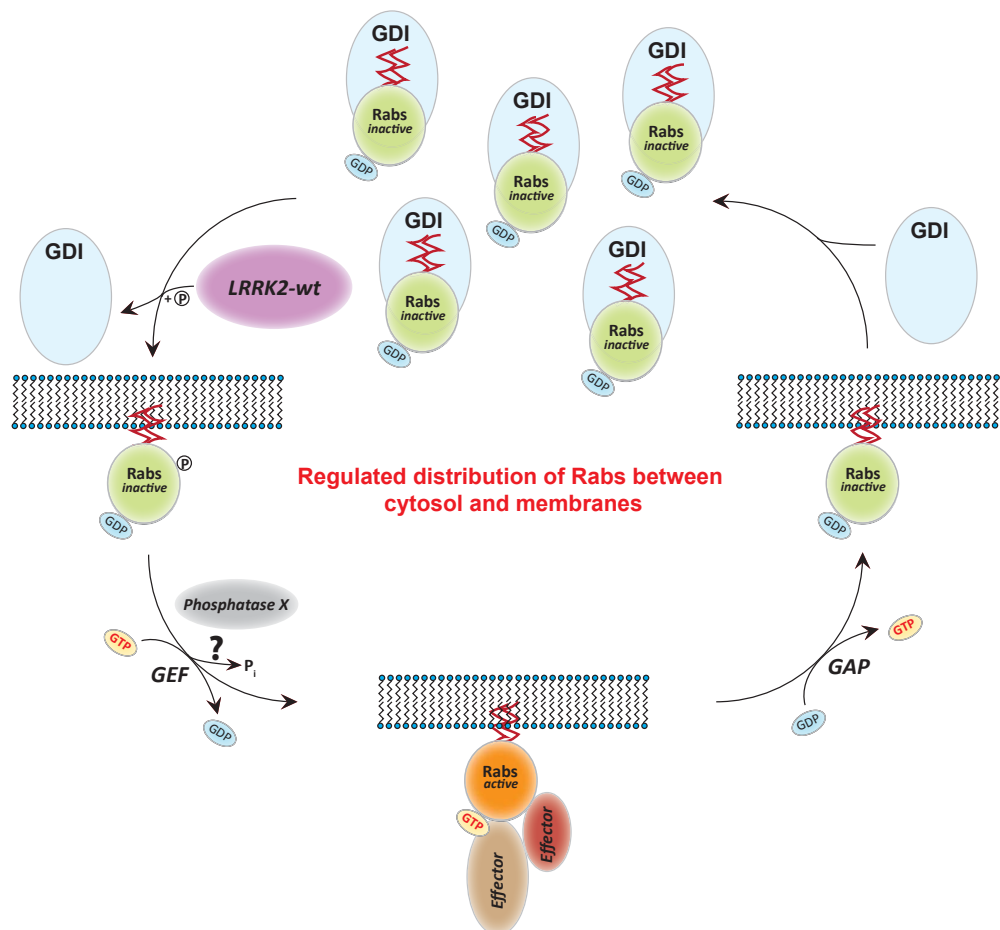 GDI
Rabs
inactive
GDP
GDI
Rabs
inactive
GDP
GDI
Rabs
inactive
GDP
GDI
Rabs
inactive
GDP
GDI
Rabs
inactive
GDP
GDI
LRRK2-wt
+ P
GDI
Rabs
inactive
P
GDP
Regulated distribution of Rabs between
cytosol and membranes
Rabs
inactive
GDP
Phosphatase X
GTP
?
GEF
Pi
GDP
GTP
GAP
GDP
Rabs
active
GTP
Effector
Effector